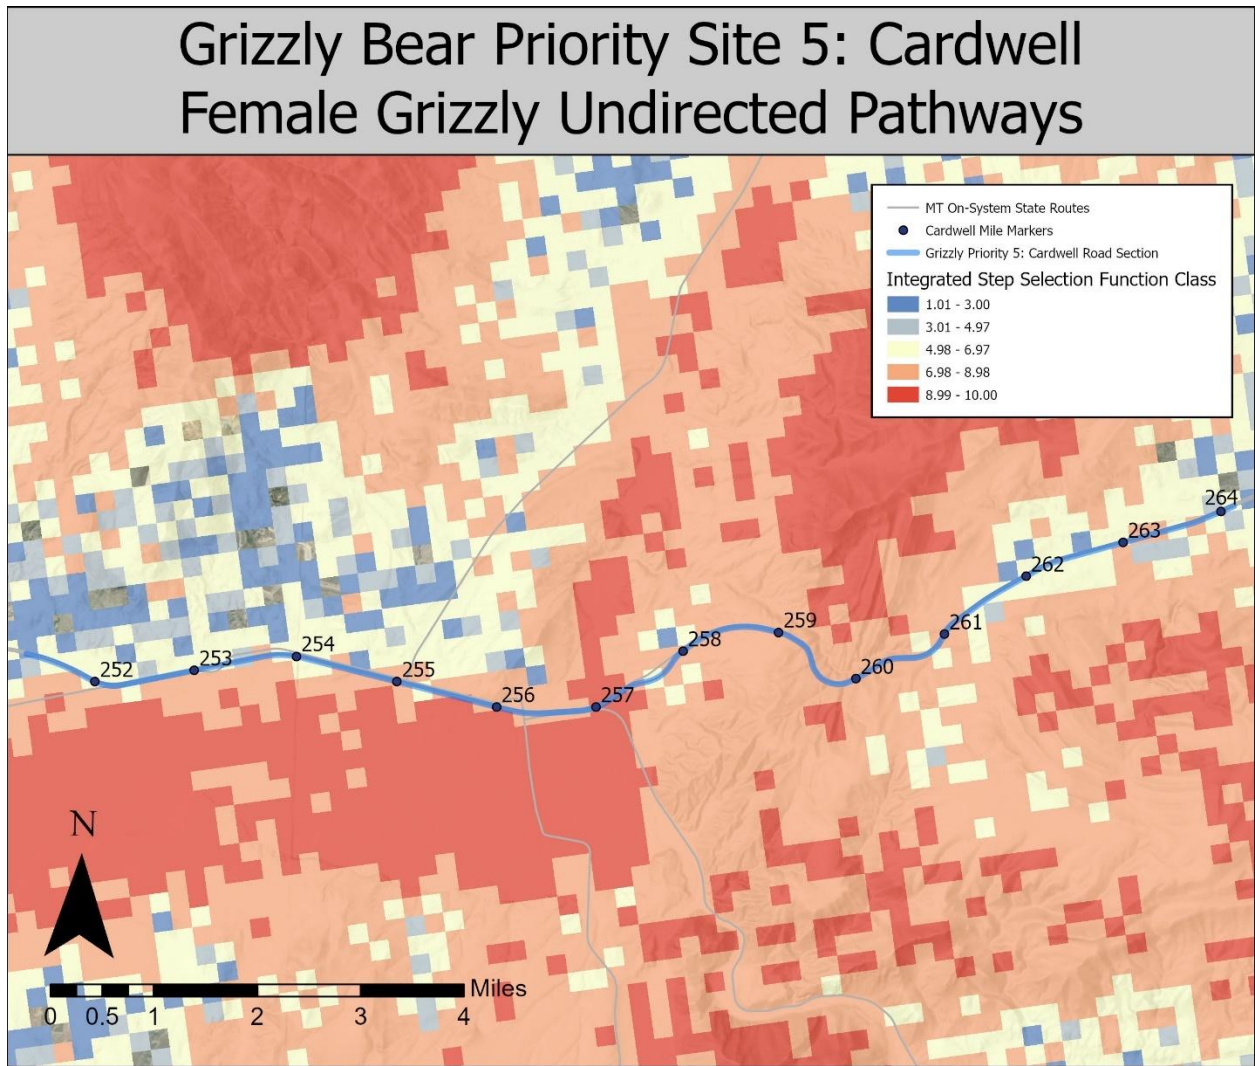 Grizzly Bear Priority Site 5: Cardwell
Female Grizzly Undirected Pathways
MT On-System State Routes
Cardwell Mile Markers
Grizzly Priority 5: Cardwell Road Section
Integrated Step Selection Function Class
1.01 - 3.00
3.01 - 4.97
4.98 - 6.97
6.98 - 8.98
8.99 - 10.00
264
263
262
261
260
259
258
257
256
255
254
253
252
N
Miles
0 0.5 1 2 3 4